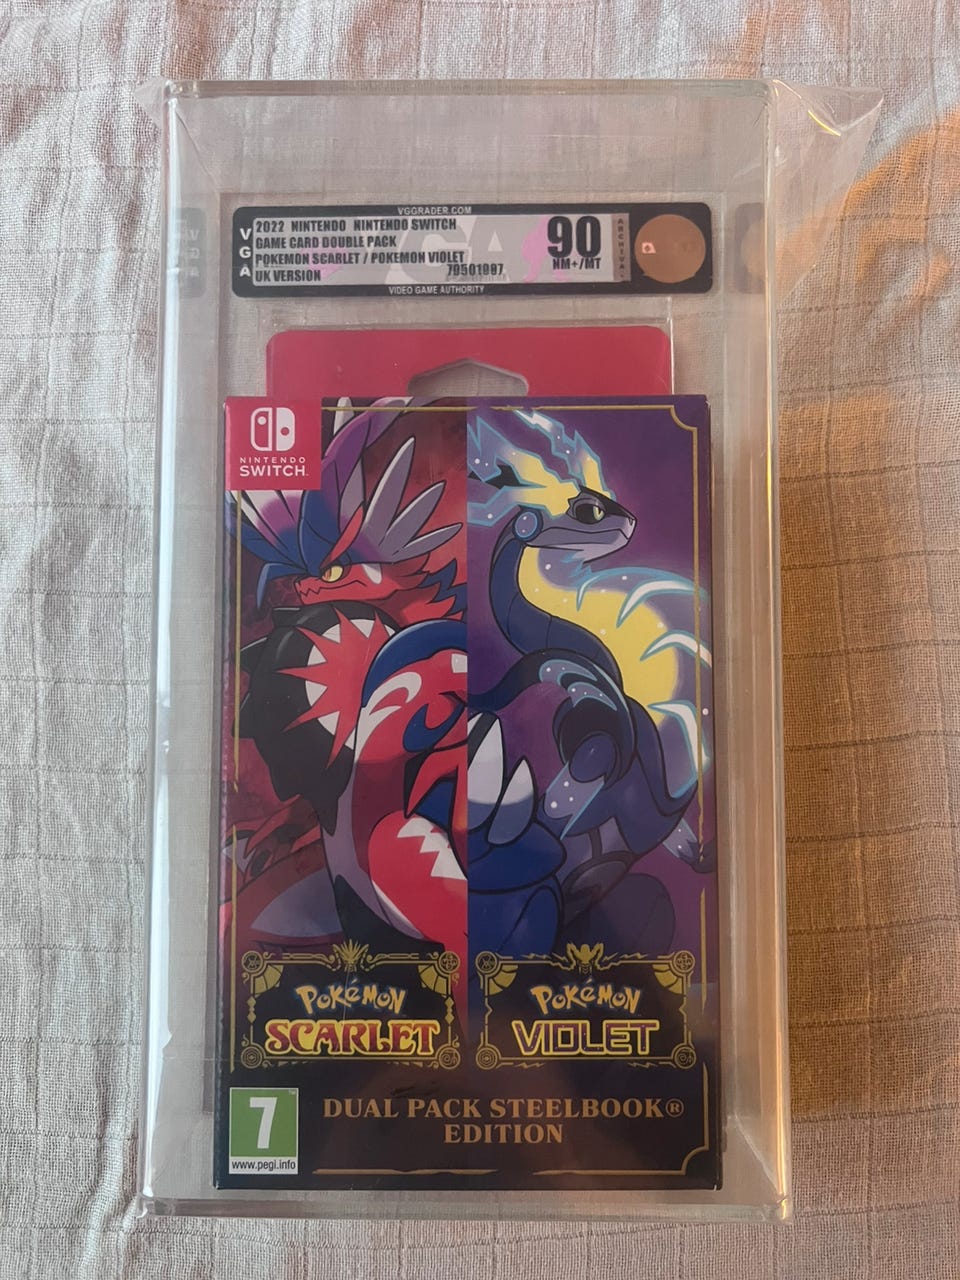 VGGRADER.COM
VGA
2022 NINTENDO NINTENDO SWITCH
GAME CARD DOUBLE PACK
POKEMON SCARLET / POKEMON VIOLET
UK VERSION 70501997
90
NM+/MT
ARCHIVAL
VIDEO GAME AUTHORITY
NINTENDO
SWITCH
POKéMON
SCARLET
POKéMON
VIOLET
7
www.pegi.info
DUAL PACK STEELBOOK®
EDITION